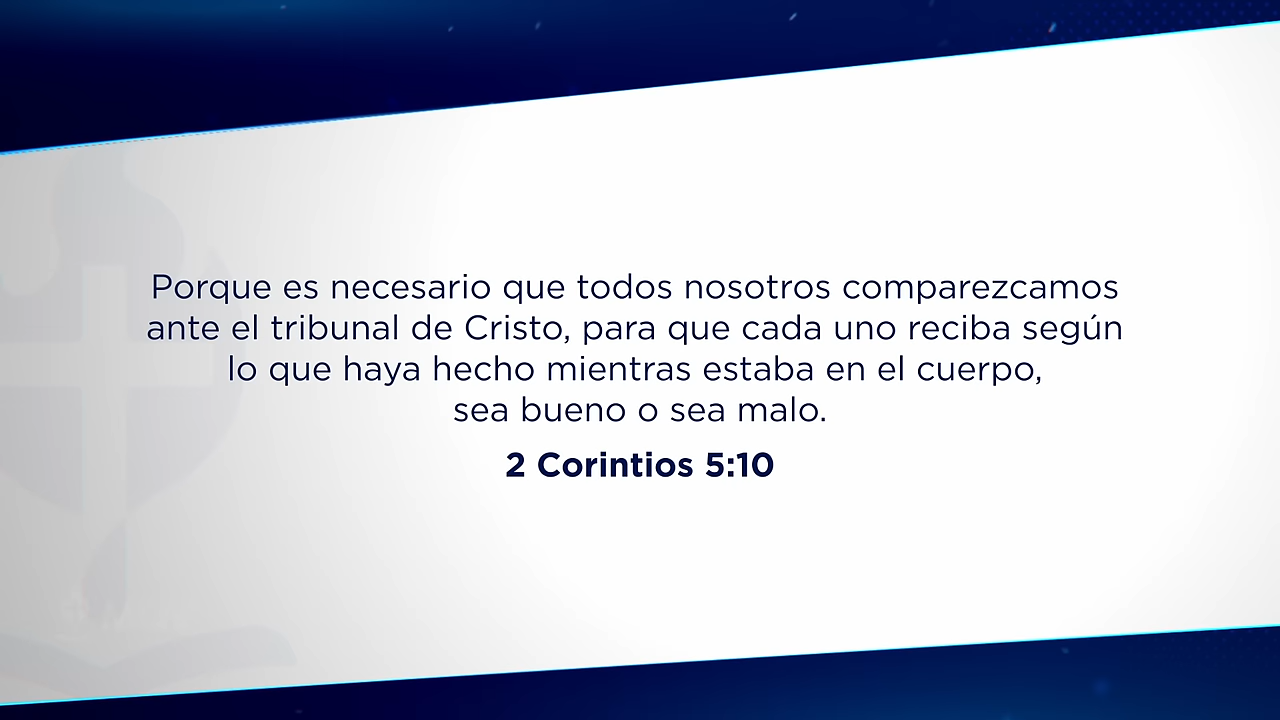 Porque es necesario que todos nosotros comparezcamos
ante el tribunal de Cristo, para que cada uno reciba según
lo que haya hecho mientras estaba en el cuerpo,
sea bueno o sea malo.
2 Corintios 5:10